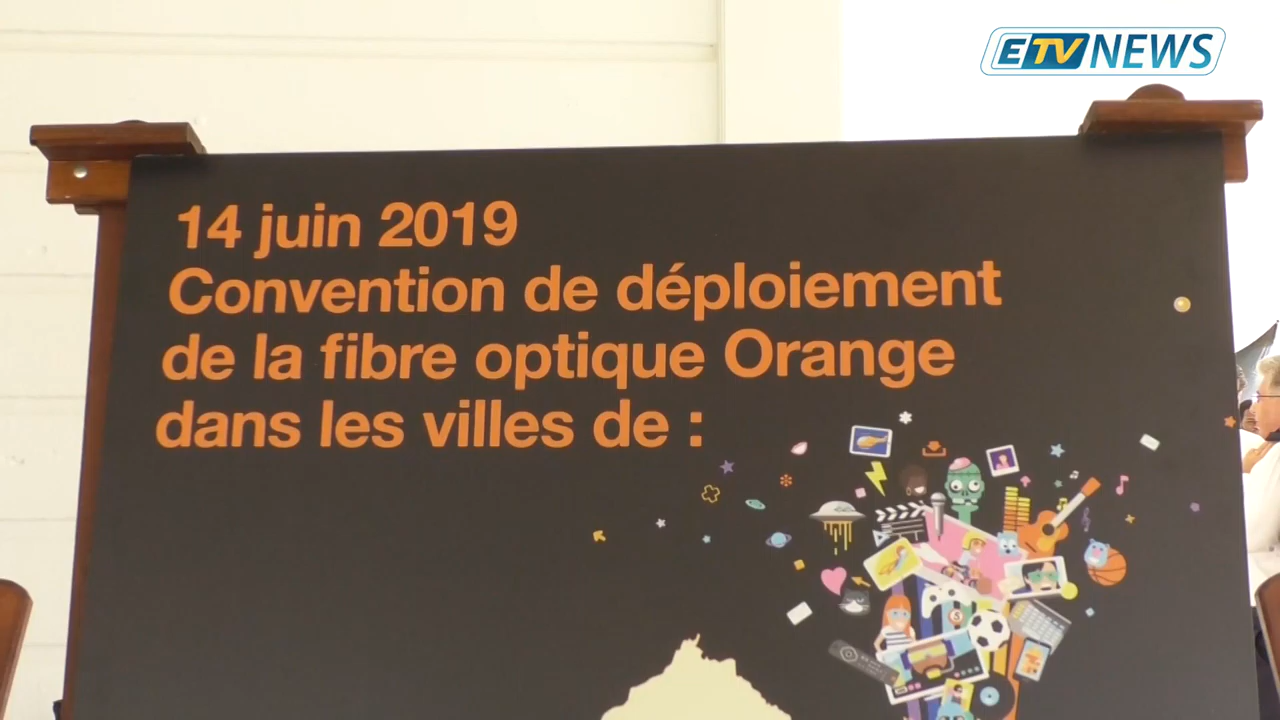 ETV NEWS
14 juin 2019
Convention de déploiement
de la fibre optique Orange
dans les villes de :